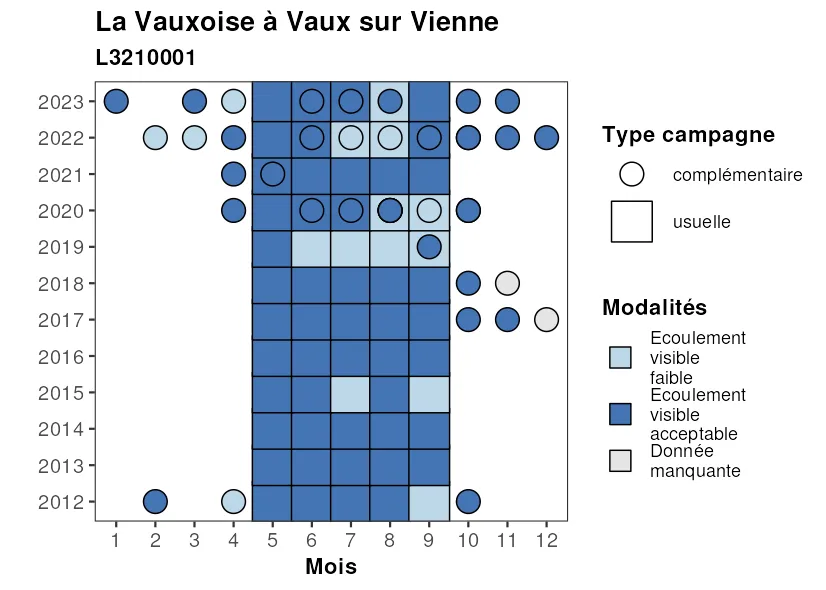 La Vauxoise à Vaux sur Vienne
L3210001
2023
2022
2021
2020
2019
2018
2017
2016
2015
2014
2013
2012
1 2 3 4 5 6 7 8 9 10 11 12
Mois
Type campagne
complémentaire
usuelle
Modalités
Ecoulement
visible
faible
Ecoulement
visible
acceptable
Donnée
manquante